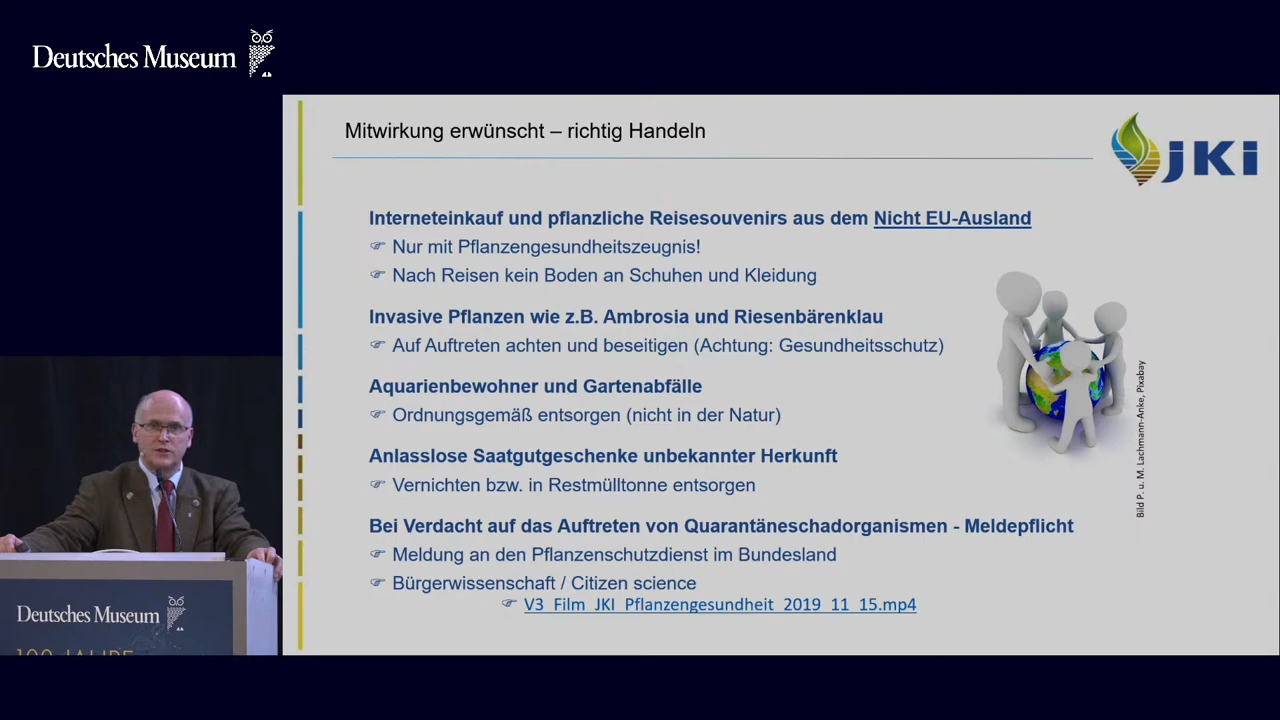 Deutsches Museum
Mitwirkung erwünscht – richtig Handeln
JKI
Interneteinkauf und pflanzliche Reisesouvenirs aus dem Nicht EU-Ausland
☞ Nur mit Pflanzengesundheitszeugnis!
☞ Nach Reisen kein Boden an Schuhen und Kleidung
Invasive Pflanzen wie z.B. Ambrosia und Riesenbärenklau
☞ Auf Auftreten achten und beseitigen (Achtung: Gesundheitsschutz)
Aquarienbewohner und Gartenabfälle
☞ Ordnungsgemäß entsorgen (nicht in der Natur)
Anlasslose Saatgutgeschenke unbekannter Herkunft
☞ Vernichten bzw. in Restmülltonne entsorgen
Bei Verdacht auf das Auftreten von Quarantäneschadorganismen - Meldepflicht
☞ Meldung an den Pflanzenschutzdienst im Bundesland
☞ Bürgerwissenschaft / Citizen science
☞ V3_Film_JKI_Pflanzengesundheit_2019_11_15.mp4
Bild P. u. M. Lachmann-Anke, Pixabay
Deutsches Museum
100 JAHRE